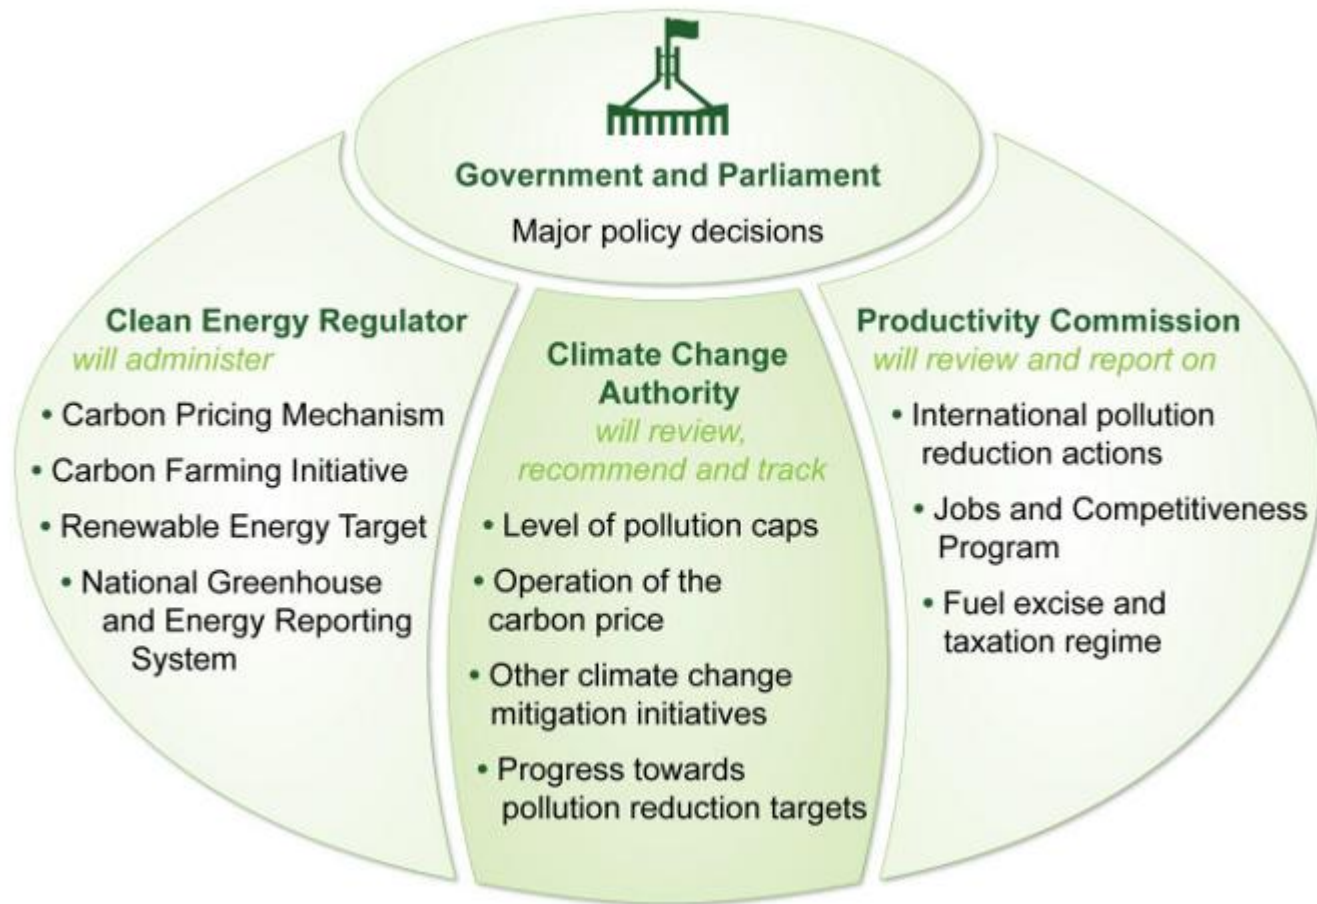 Government and Parliament
Major policy decisions
Clean Energy Regulator
will administer
• Carbon Pricing Mechanism
• Carbon Farming Initiative
• Renewable Energy Target
• National Greenhouse
and Energy Reporting
System
Climate Change
Authority
will review,
recommend and track
• Level of pollution caps
• Operation of the
carbon price
• Other climate change
mitigation initiatives
• Progress towards
pollution reduction targets
Productivity Commission
will review and report on
• International pollution
reduction actions
• Jobs and Competitiveness
Program
• Fuel excise and
taxation regime